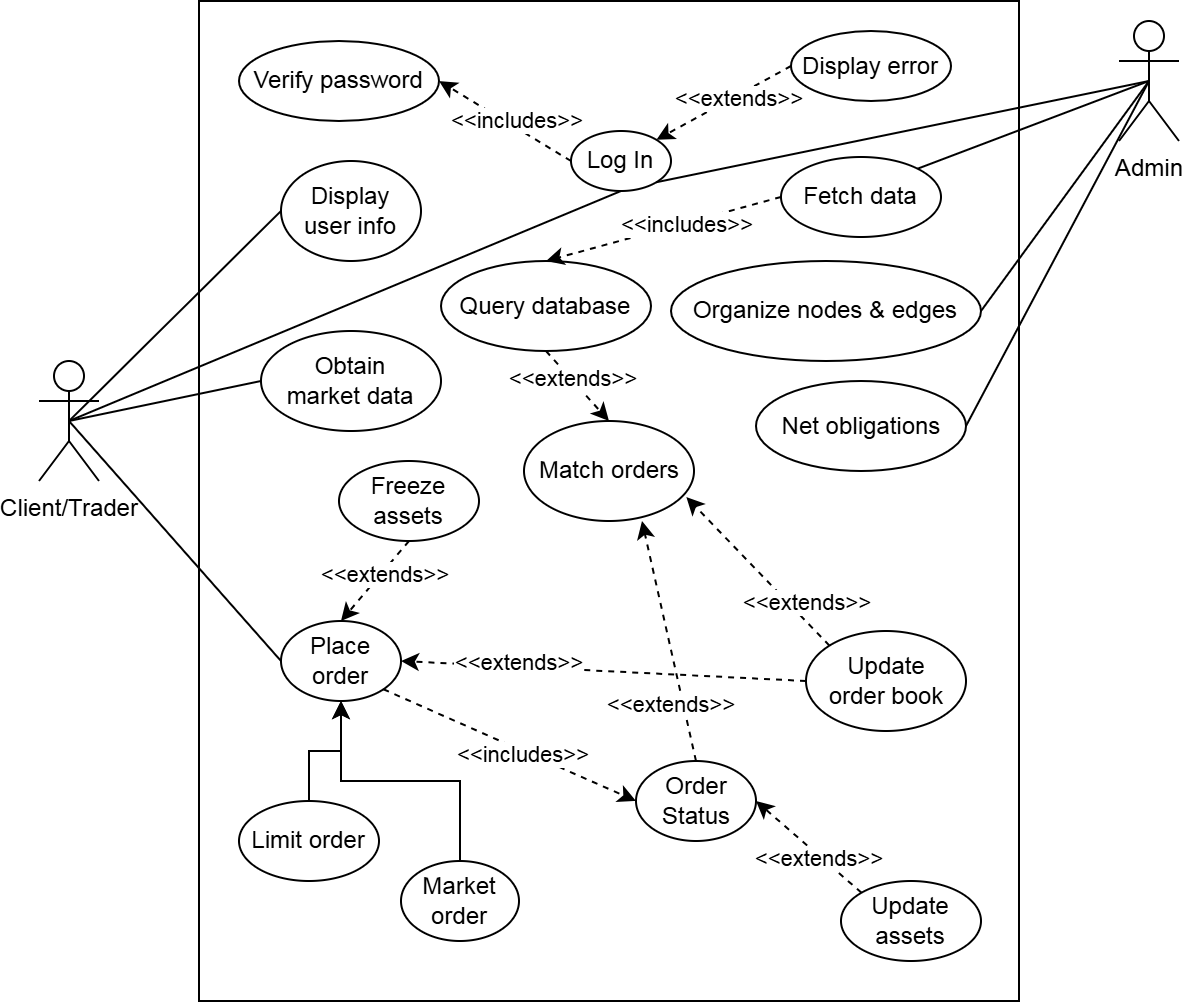 Verify password
Display error
<<extends>>
<<includes>>
Log In
Admin
Display
user info
Fetch data
<<includes>>
Query database
Organize nodes & edges
Obtain
market data
<<extends>>
Net obligations
Match orders
Client/Trader
Freeze
assets
<<extends>>
<<extends>>
Place
order
<<extends>>
Update
order book
<<extends>>
<<includes>>
Order
Status
Limit order
<<extends>>
Market
order
Update
assets